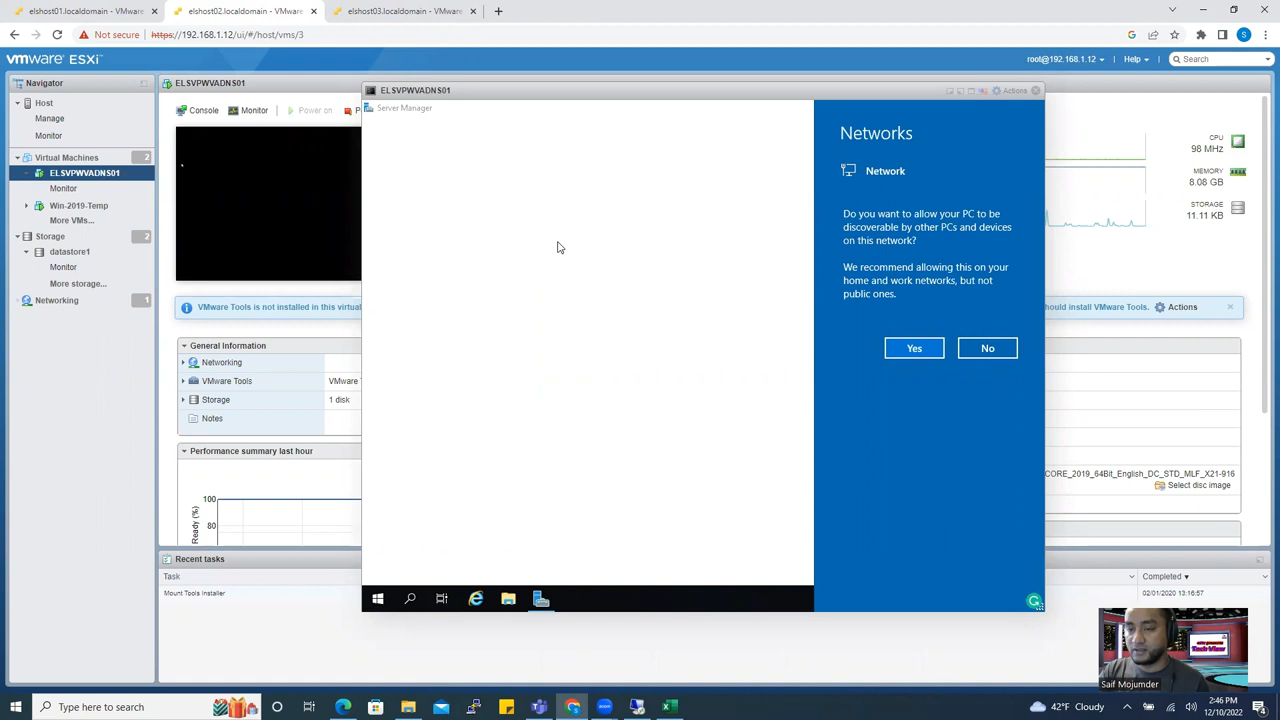 elshost01.localdomain - VMware
elshost02.localdomain - VMware
elshost03.localdomain - VMware
Not secure
https://192.168.1.12/ui/#/host/vms/3
S
vmware ESXi
root@192.168.1.12
Help
Search
Navigator
Host
Manage
Monitor
Virtual Machines 2
ELSVPWVADNS01
Monitor
Win-2019-Temp
More VMs...
Storage 2
datastore1
Monitor
More storage...
Networking 1
ELSVPWVADNS01
Console
Monitor
Power on
P
CPU
98 MHz
MEMORY
8.08 GB
STORAGE
11.11 KB
VMware Tools is not installed in this virtual
hould install VMware Tools.
Actions
General Information
Networking
VMware Tools
VMware T
Storage
1 disk
Notes
Performance summary last hour
100
80
Ready (%)
CORE_2019_64Bit_English_DC_STD_MLF_X21-916
Select disc image
ELSVPWVADNS01
Actions
Server Manager
Networks
Network
Do you want to allow your PC to be
discoverable by other PCs and devices
on this network?
We recommend allowing this on your
home and work networks, but not
public ones.
Yes
No
Recent tasks
Task
Completed
Mount Tools Installer
02/01/2020 13:16:57
Tech View
Saif Mojumder
Type here to search
42°F Cloudy
2:46 PM
12/10/2022
4